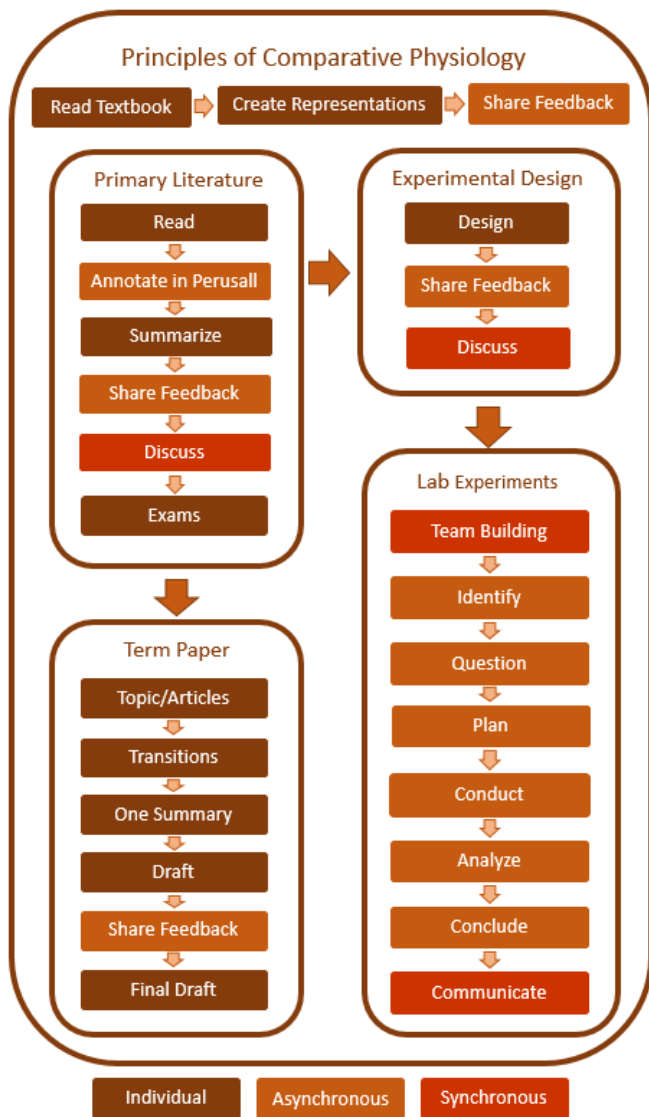 Principles of Comparative Physiology
Read Textbook
Create Representations
Share Feedback
Primary Literature
Read
Annotate in Perusall
Summarize
Share Feedback
Discuss
Exams
Experimental Design
Design
Share Feedback
Discuss
Term Paper
Topic/Articles
Transitions
One Summary
Draft
Share Feedback
Final Draft
Lab Experiments
Team Building
Identify
Question
Plan
Conduct
Analyze
Conclude
Communicate
Individual
Asynchronous
Synchronous